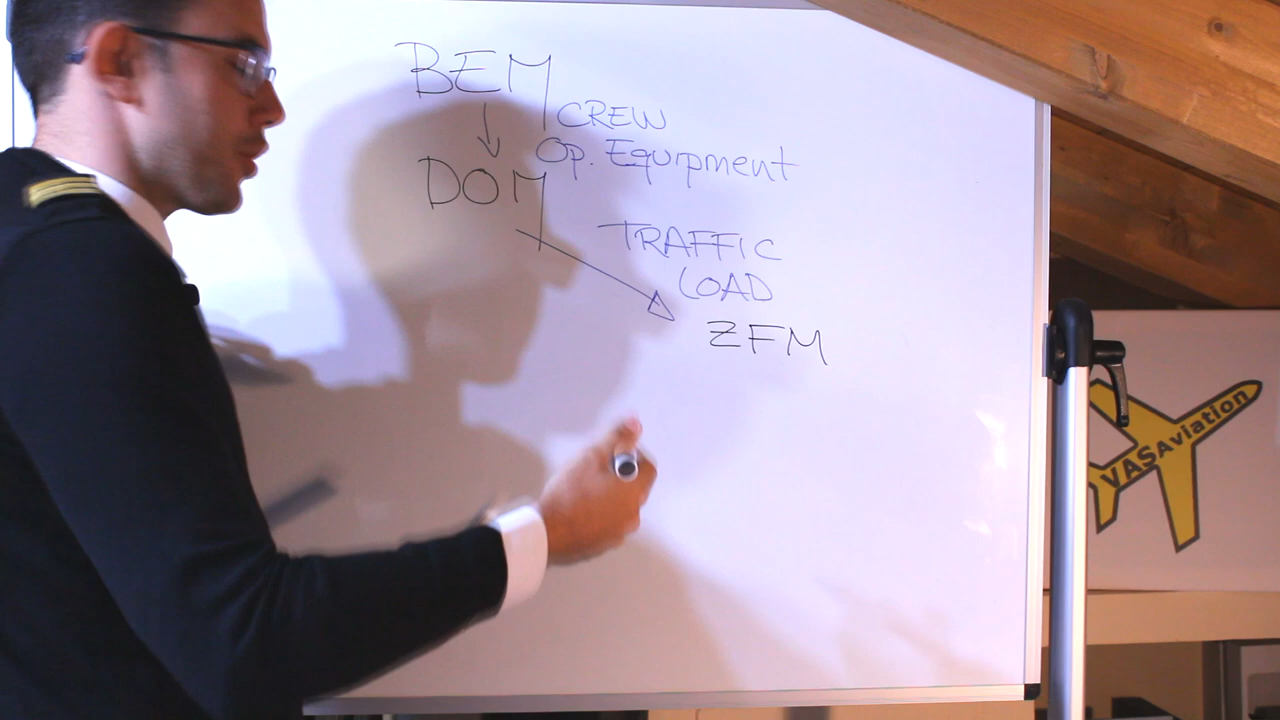 BEM
CREW
Op. Equipment
DOM
TRAFFIC
LOAD
ZFM
VASAviation